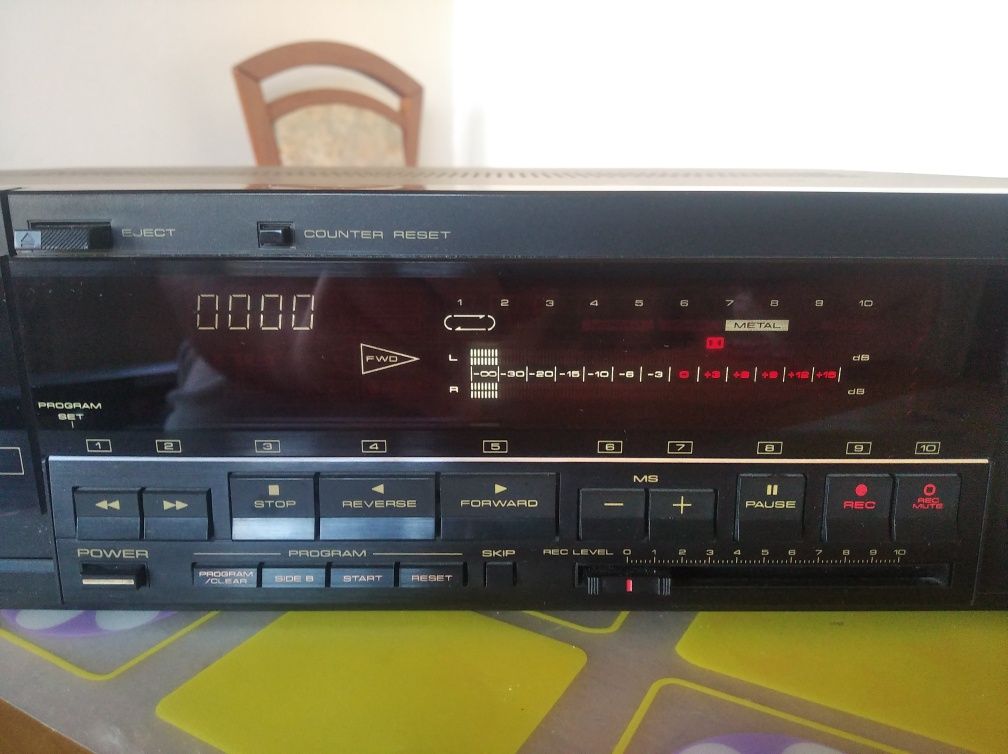 EJECT
COUNTER RESET
0000
1 2 3 4 5 6 7 8 9 10
METAL
FWD
L
dB
-∞ -30 -20 -15 -10 -6 -3 0 +3 +6 +9 +12 +15
R
dB
PROGRAM
SET
1 2 3 4 5 6 7 8 9 10
MS
STOP
REVERSE
FORWARD
− +
PAUSE
REC
REC
MUTE
POWER
PROGRAM
SKIP
REC LEVEL 0 1 2 3 4 5 6 7 8 9 10
PROGRAM
/CLEAR
SIDE B
START
RESET